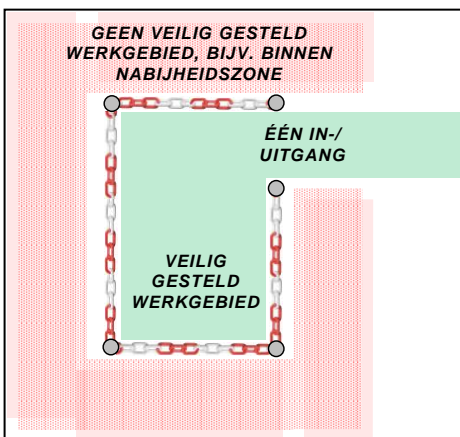 GEEN VEILIG GESTELD
WERKGEBIED, BIJV. BINNEN
NABIJHEIDSZONE
ÉÉN IN-/
UITGANG
VEILIG
GESTELD
WERKGEBIED